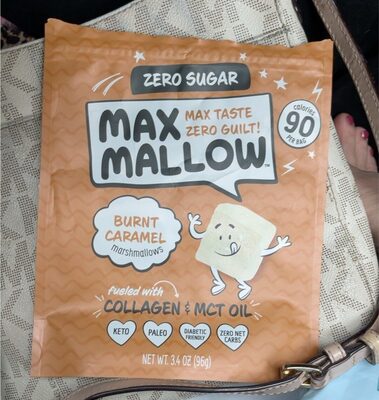 ZERO SUGAR
MAX
MALLOW™
MAX TASTE
ZERO GUILT!
calories
90
PER BAG
BURNT
CARAMEL
marshmallows
fueled with
COLLAGEN & MCT OIL
KETO
PALEO
DIABETIC
FRIENDLY
ZERO NET
CARBS
NET WT. 3.4 OZ (96g)